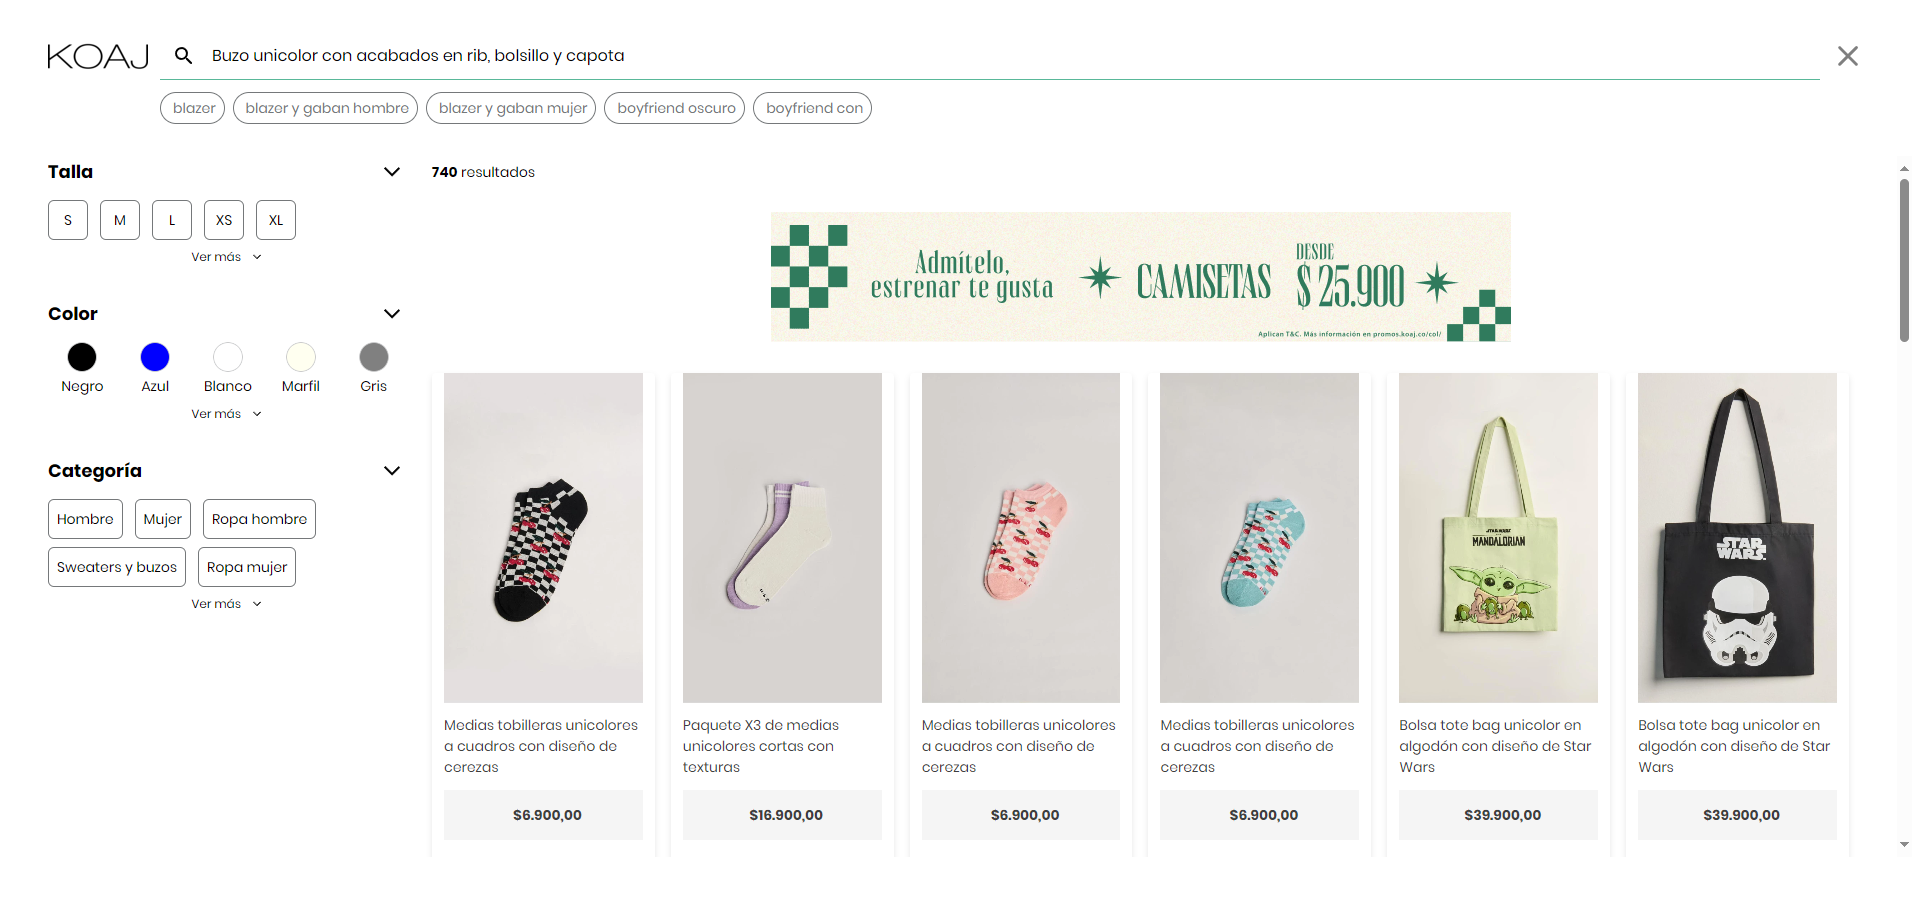 KOAJ
Buzo unicolor con acabados en rib, bolsillo y capota
blazer
blazer y gaban hombre
blazer y gaban mujer
boyfriend oscuro
boyfriend con
Talla
S
M
L
XS
XL
Ver más
Color
Negro
Azul
Blanco
Marfil
Gris
Ver más
Categoría
Hombre
Mujer
Ropa hombre
Sweaters y buzos
Ropa mujer
Ver más
740 resultados
Admítelo,
estrenar te gusta
CAMISETAS
DESDE
$ 25.900
Aplican T&C. Más información en promos.koaj.co/col/
STAR WARS
MANDALORIAN
STAR
WARS
Medias tobilleras unicolores
a cuadros con diseño de
cerezas
$6.900,00
Paquete X3 de medias
unicolores cortas con
texturas
$16.900,00
Medias tobilleras unicolores
a cuadros con diseño de
cerezas
$6.900,00
Medias tobilleras unicolores
a cuadros con diseño de
cerezas
$6.900,00
Bolsa tote bag unicolor en
algodón con diseño de Star
Wars
$39.900,00
Bolsa tote bag unicolor en
algodón con diseño de Star
Wars
$39.900,00